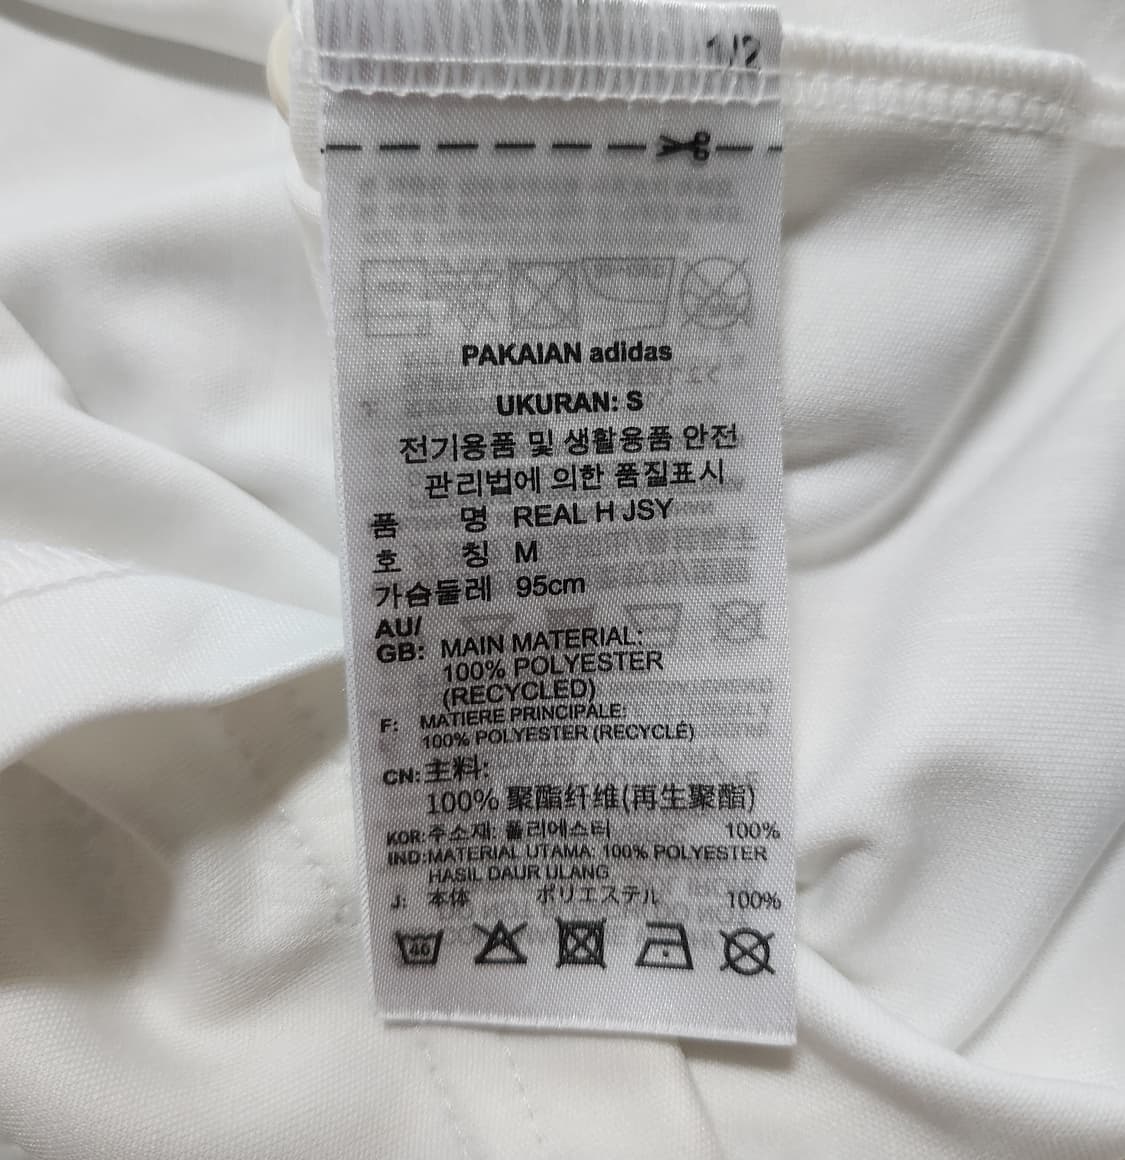 1/2
PAKAIAN adidas
UKURAN: S
전기용품 및 생활용품 안전
관리법에 의한 품질표시
품 명 REAL H JSY
호 칭 M
가슴둘레 95cm
AU/
GB: MAIN MATERIAL:
100% POLYESTER
(RECYCLED)
F: MATIERE PRINCIPALE:
100% POLYESTER (RECYCLÉ)
CN:主料:
100% 聚酯纤维(再生聚酯)
KOR:주소재: 폴리에스터 100%
IND:MATERIAL UTAMA: 100% POLYESTER
HASIL DAUR ULANG
J: 本体 ポリエステル 100%
40